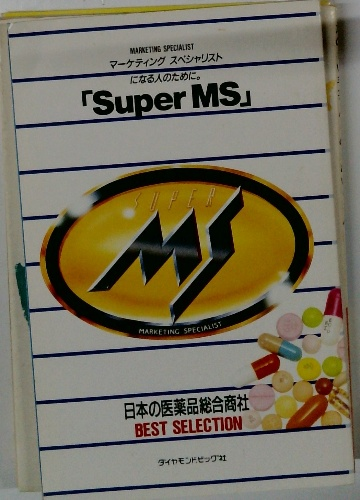 MARKETING SPECIALIST
マーケティング スペシャリスト
になる人のために。
「Super MS」
SUPER
MS
MARKETING SPECIALIST
日本の医薬品総合商社
BEST SELECTION
ダイヤモンド・ビッグ社